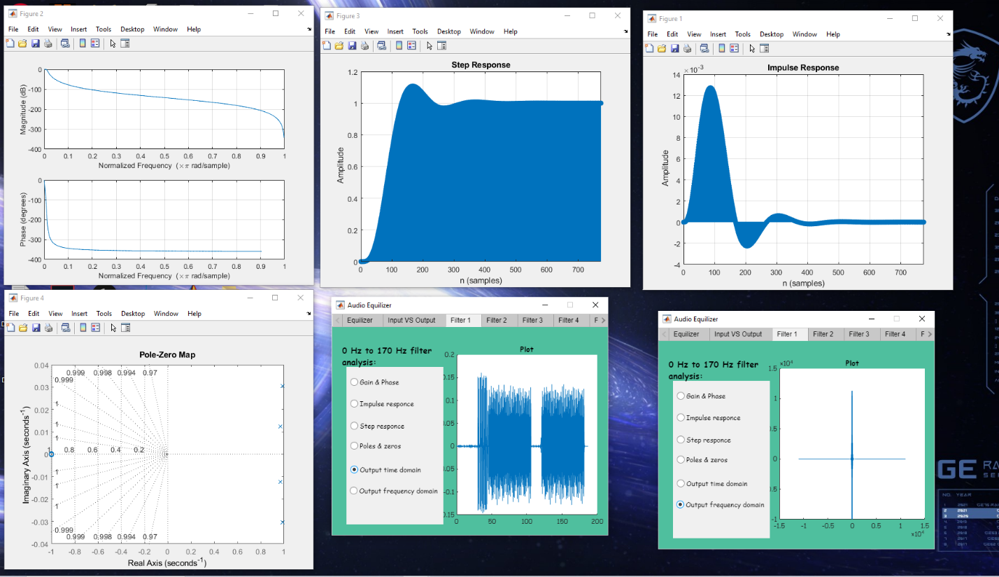 Figure 2
File Edit View Insert Tools Desktop Window Help
0
-100
-200
-300
-400
Magnitude (dB)
0 0.1 0.2 0.3 0.4 0.5 0.6 0.7 0.8 0.9 1
Normalized Frequency (×π rad/sample)
0
-100
-200
-300
-400
Phase (degrees)
0 0.1 0.2 0.3 0.4 0.5 0.6 0.7 0.8 0.9 1
Normalized Frequency (×π rad/sample)
Figure 3
File Edit View Insert Tools Desktop Window Help
Step Response
1.2
1
0.8
0.6
0.4
0.2
0
Amplitude
0 100 200 300 400 500 600 700
n (samples)
Figure 1
File Edit View Insert Tools Desktop Window Help
×10-3
Impulse Response
14
12
10
8
6
4
2
0
-2
-4
Amplitude
0 100 200 300 400 500 600 700
n (samples)
Figure 4
File Edit View Insert Tools Desktop Window Help
Pole-Zero Map
0.04
0.03
0.02
0.01
0
-0.01
-0.02
-0.03
-0.04
Imaginary Axis (seconds-1)
0.999 0.998 0.994 0.97
0.999
1
1
1
1 0.8 0.6 0.4 0.2
1
1
1
0.999
0.999 0.998 0.994 0.97
-1 -0.8 -0.6 -0.4 -0.2 0 0.2 0.4 0.6 0.8 1
Real Axis (seconds-1)
Audio Equilizer
Equilizer Input VS Output Filter 1 Filter 2 Filter 3 Filter 4 F
0 Hz to 170 Hz filter
analysis:
Gain & Phase
Impulse responce
Step responce
Poles & zeros
Output time domain
Output frequency domain
Plot
0.2
0.15
0.1
0.05
0
0.05
-0.1
0.15
0 50 100 150 200
Audio Equilizer
Equilizer Input VS Output Filter 1 Filter 2 Filter 3 Filter 4 F
0 Hz to 170 Hz filter
analysis:
Gain & Phase
Impulse responce
Step responce
Poles & zeros
Output time domain
Output frequency domain
×104
Plot
1.5
1
0.5
0
0.5
-1
-1.5 -1 -0.5 0 0.5 1 1.5
×104
GE RA
NO. YEAR